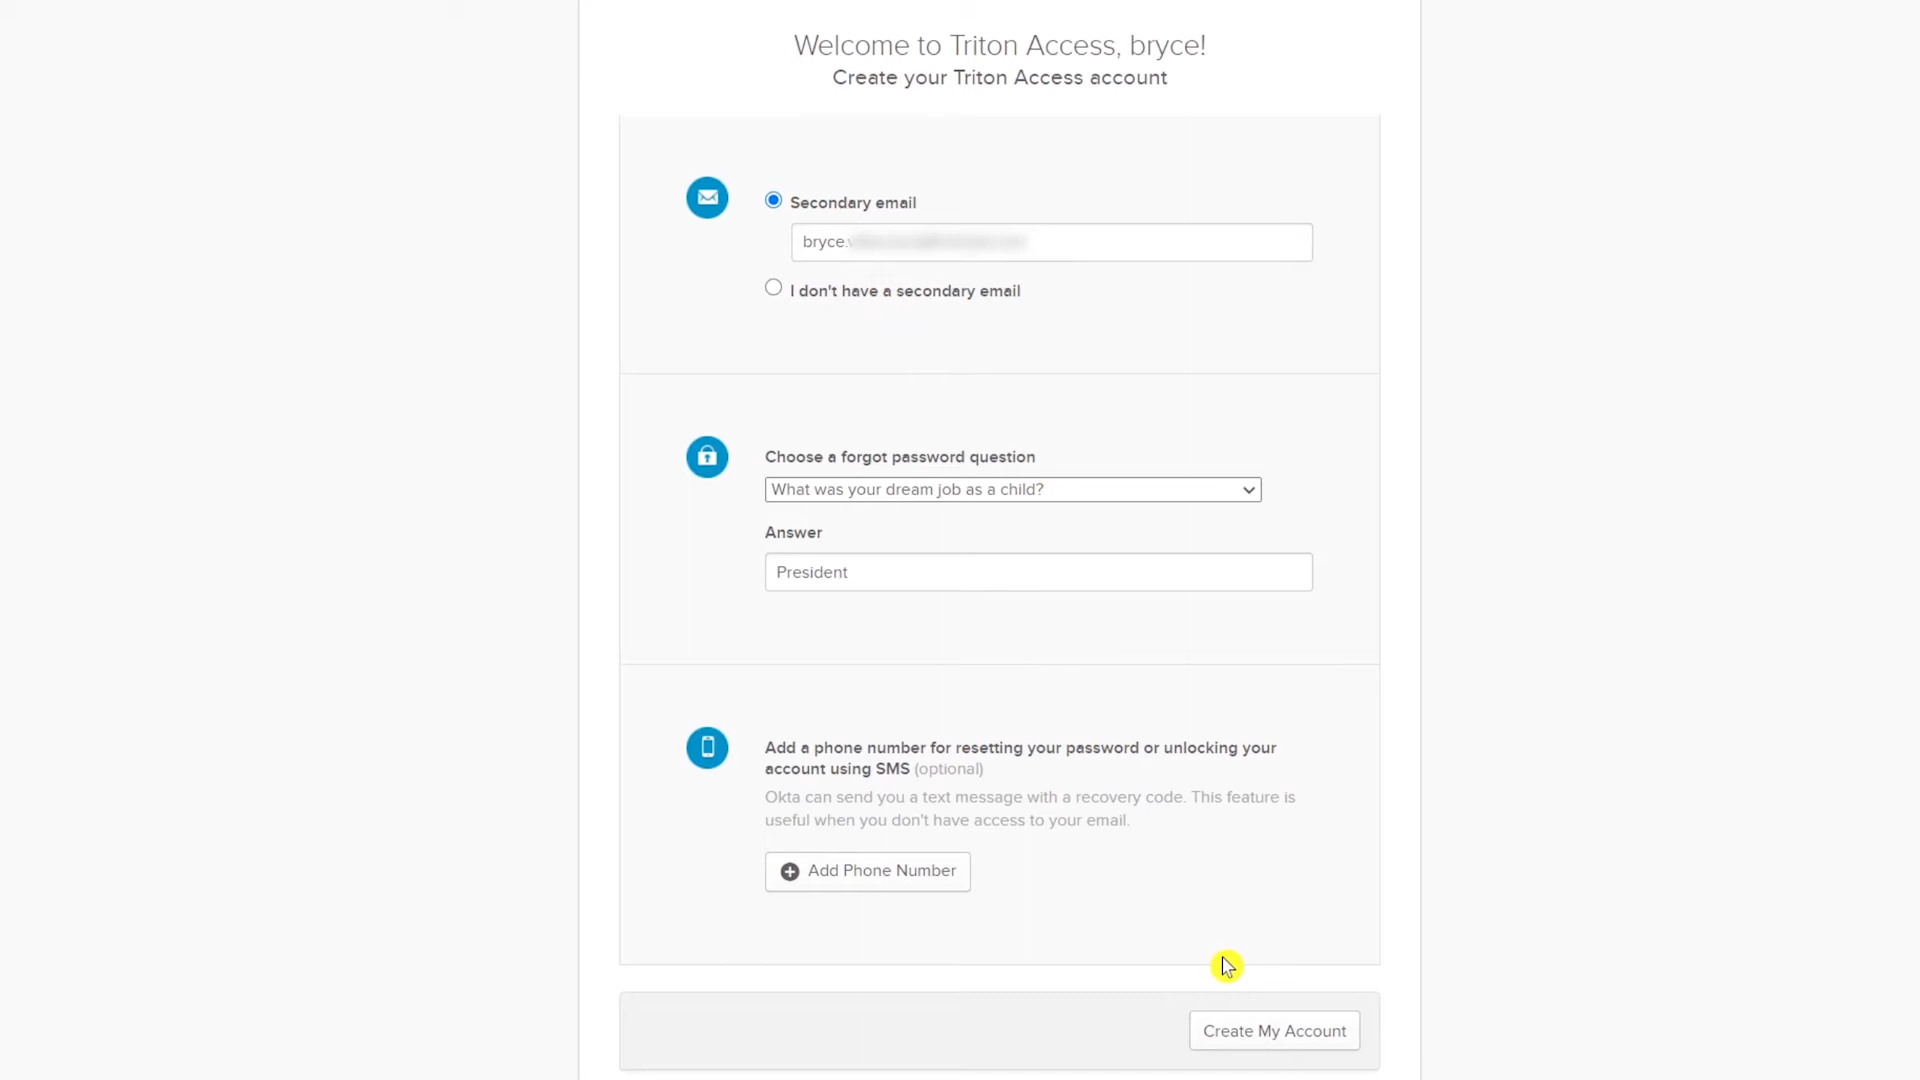 Welcome to Triton Access, bryce!
Create your Triton Access account
Secondary email
bryce.
I don't have a secondary email
Choose a forgot password question
What was your dream job as a child?
Answer
President
Add a phone number for resetting your password or unlocking your
account using SMS (optional)
Okta can send you a text message with a recovery code. This feature is
useful when you don't have access to your email.
Add Phone Number
Create My Account